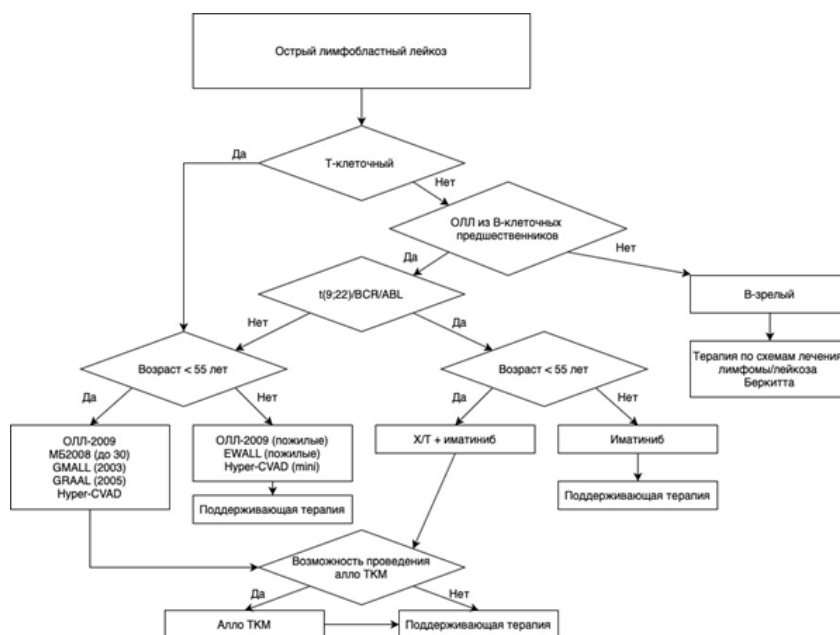 Острый лимфобластный лейкоз
Да
Т-клеточный
Нет
ОЛЛ из В-клеточных
предшественников
Да
Нет
t(9;22)/BCR/ABL
В-зрелый
Нет
Да
Терапия по схемам лечения
лимфомы/лейкоза
Беркитта
Возраст < 55 лет
Возраст < 55 лет
Да
Нет
Да
Нет
ОЛЛ-2009
МБ2008 (до 30)
GMALL (2003)
GRAAL (2005)
Hyper-CVAD
ОЛЛ-2009 (пожилые)
EWALL (пожилые)
Hyper-CVAD (mini)
Х/Т + иматиниб
Иматиниб
Поддерживающая терапия
Поддерживающая терапия
Возможность проведения
алло ТКМ
Да
Нет
Алло ТКМ
Поддерживающая терапия